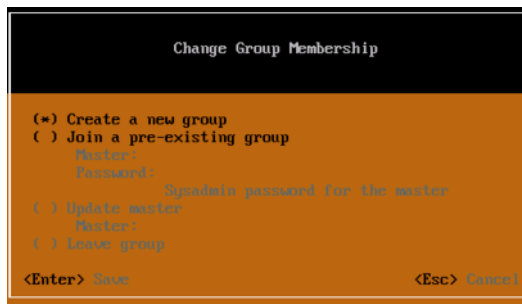 Change Group Membership
(*) Create a new group
( ) Join a pre-existing group
Master:
Password:
Sysadmin password for the master
( ) Update master
Master:
( ) Leave group
<Enter> Save <Esc> Cancel